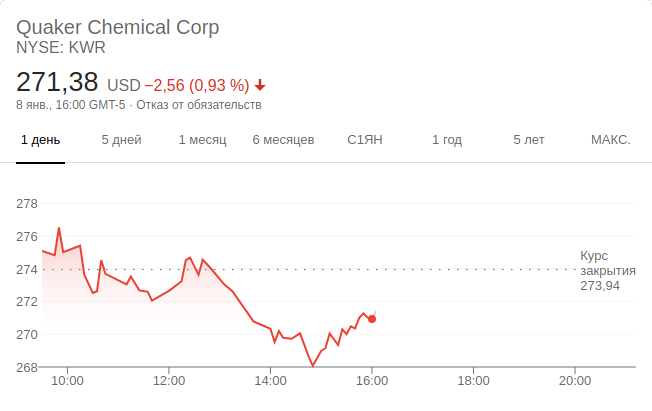 Quaker Chemical Corp
NYSE: KWR
271,38 USD −2,56 (0,93 %)
8 янв., 16:00 GMT-5 · Отказ от обязательств
1 день 5 дней 1 месяц 6 месяцев С1ЯН 1 год 5 лет МАКС.
278
276
274
272
270
268
Курс
закрытия
273,94
10:00 12:00 14:00 16:00 18:00 20:00